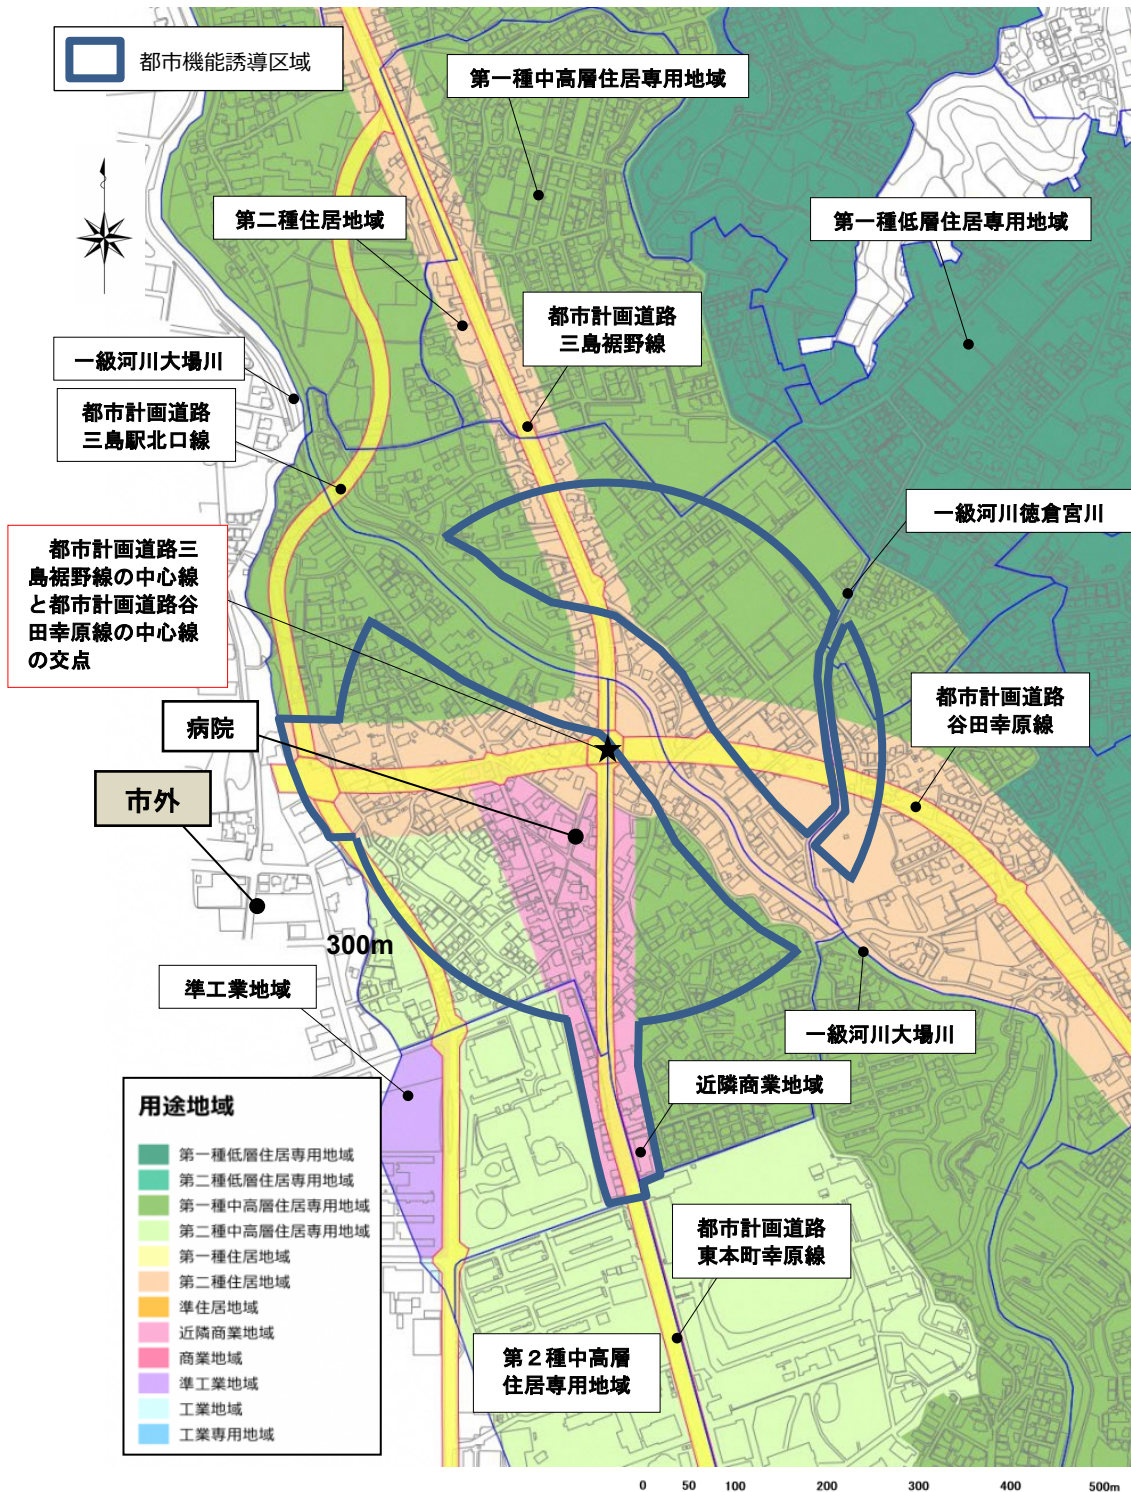 都市機能誘導区域
第一種中高層住居専用地域
第二種住居地域
第一種低層住居専用地域
都市計画道路
三島裾野線
一級河川大場川
都市計画道路
三島駅北口線
一級河川徳倉宮川
都市計画道路三
島裾野線の中心線
と都市計画道路谷
田幸原線の中心線
の交点
都市計画道路
谷田幸原線
病院
市外
300m
準工業地域
一級河川大場川
近隣商業地域
用途地域
第一種低層住居専用地域
第二種低層住居専用地域
第一種中高層住居専用地域
第二種中高層住居専用地域
第一種住居地域
第二種住居地域
準住居地域
近隣商業地域
商業地域
準工業地域
工業地域
工業専用地域
都市計画道路
東本町幸原線
第２種中高層
住居専用地域
0 50 100 200 300 400 500m